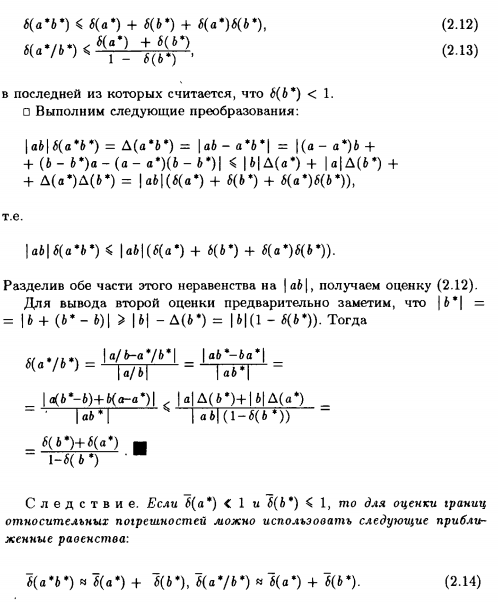 δ(a*b*) ⩽ δ(a*) + δ(b*) + δ(a*)δ(b*), (2.12)
δ(a*/b*) ⩽ (δ(a*) + δ(b*))/(1 - δ(b*)), (2.13)
в последней из которых считается, что δ(b*) < 1.
□ Выполним следующие преобразования:
|ab|δ(a*b*) = Δ(a*b*) = |ab - a*b*| = |(a - a*)b +
+ (b - b*)a - (a - a*)(b - b*)| ⩽ |b|Δ(a*) + |a|Δ(b*) +
+ Δ(a*)Δ(b*) = |ab|(δ(a*) + δ(b*) + δ(a*)δ(b*)),
т.е.
|ab|δ(a*b*) ⩽ |ab|(δ(a*) + δ(b*) + δ(a*)δ(b*)).
Разделив обе части этого неравенства на |ab|, получаем оценку (2.12).
Для вывода второй оценки предварительно заметим, что |b*| =
= |b + (b* - b)| ⩾ |b| - Δ(b*) = |b|(1 - δ(b*)). Тогда
δ(a*/b*) = |a/b-a*/b*|/|a/b| = |ab*-ba*|/|ab*| =
= |a(b*-b)+b(a-a*)|/|ab*| ⩽ (|a|Δ(b*)+|b|Δ(a*))/(|ab|(1-δ(b*))) =
= (δ(b*)+δ(a*))/(1-δ(b*)) . ■
Следствие. Если δ̅(a*) < 1 и δ̅(b*) ⩽ 1, то для оценки границ
относительных погрешностей можно использовать следующие прибли-
женные равенства:
δ̅(a*b*) ≈ δ̅(a*) + δ̅(b*), δ̅(a*/b*) ≈ δ̅(a*) + δ̅(b*). (2.14)